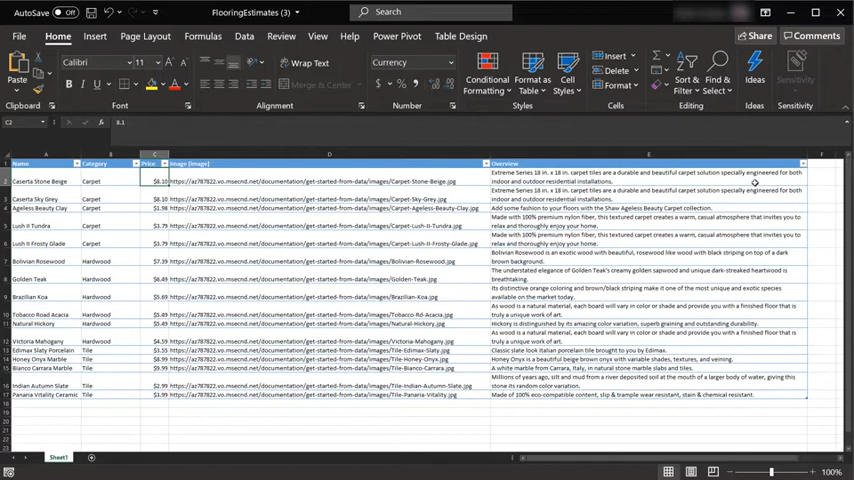 AutoSave Off FlooringEstimates (3) Search
File Home Insert Page Layout Formulas Data Review View Help Power Pivot Table Design Share Comments
Paste Calibri 11 Wrap Text Currency Conditional Formatting Format as Table Cell Styles Insert Delete Format Sort & Filter Find & Select Ideas Sensitivity
B I U Merge & Center $ % 9
Clipboard Font Alignment Number Styles Cells Editing Ideas Sensitivity
C2 8.1
A B C D E F
1 Name Category Price Image [image] Overview
2 Caserta Stone Beige Carpet $8.10 https://az787822.vo.msecnd.net/documentation/get-started-from-data/images/Carpet-Stone-Beige.jpg Extreme Series 18 in. x 18 in. carpet tiles are a durable and beautiful carpet solution specially engineered for both
indoor and outdoor residential installations.
3 Caserta Sky Grey Carpet $8.10 https://az787822.vo.msecnd.net/documentation/get-started-from-data/images/Carpet-Sky-Grey.jpg Extreme Series 18 in. x 18 in. carpet tiles are a durable and beautiful carpet solution specially engineered for both
indoor and outdoor residential installations.
4 Ageless Beauty Clay Carpet $1.98 https://az787822.vo.msecnd.net/documentation/get-started-from-data/images/Carpet-Ageless-Beauty-Clay.jpg Add some fashion to your floors with the Shaw Ageless Beauty Carpet collection.
5 Lush II Tundra Carpet $3.79 https://az787822.vo.msecnd.net/documentation/get-started-from-data/images/Carpet-Lush-II-Tundra.jpg Made with 100% premium nylon fiber, this textured carpet creates a warm, casual atmosphere that invites you to
relax and thoroughly enjoy your home.
6 Lush II Frosty Glade Carpet $3.79 https://az787822.vo.msecnd.net/documentation/get-started-from-data/images/Carpet-Lush-II-Frosty-Glade.jpg Made with 100% premium nylon fiber, this textured carpet creates a warm, casual atmosphere that invites you to
relax and thoroughly enjoy your home.
7 Bolivian Rosewood Hardwood $7.39 https://az787822.vo.msecnd.net/documentation/get-started-from-data/images/Bolivian-Rosewood.jpg Bolivian Rosewood is an exotic wood with beautiful, rosewood like wood with black striping on of dark
brown background.
8 Golden Teak Hardwood $6.49 https://az787822.vo.msecnd.net/documentation/get-started-from-data/images/Golden-Teak.jpg The understated elegance of Golden Teak's creamy golden sapwood and unique dark-streaked heartwood is
breathtaking.
9 Brazilian Koa Hardwood $5.69 https://az787822.vo.msecnd.net/documentation/get-started-from-data/images/Brazilian-Koa.jpg Its distinctive orange coloring and brown/black striping make it one of the most unique and exotic species
available on the market today.
10 Tobacco Road Acacia Hardwood $5.49 https://az787822.vo.msecnd.net/documentation/get-started-from-data/images/Tobacco-Rd-Acacia.jpg As wood is a natural material, each board will vary in color or shade and provide you with a finished floor that is
truly a unique work of art.
11 Natural Hickory Hardwood $5.49 https://az787822.vo.msecnd.net/documentation/get-started-from-data/images/Natural-Hickory.jpg Hickory is distinguished by its amazing color variation, superb graining and outstanding durability.
12 Victoria Mahogany Hardwood $4.59 https://az787822.vo.msecnd.net/documentation/get-started-from-data/images/Victoria-Mahogany.jpg As wood is a natural material, each board will vary in color or shade and provide you with a finished floor that is
truly a unique work of art.
13 Edimax Slaty Porcelain Tile $3.55 https://az787822.vo.msecnd.net/documentation/get-started-from-data/images/Tile-Edimax-Slaty.jpg Classic slate look italian porcelain tile brought to you by Edimax.
14 Honey Onyx Marble Tile $8.99 https://az787822.vo.msecnd.net/documentation/get-started-from-data/images/Tile-Honey-Onyx.jpg Honey Onyx is a beautiful beige brown onyx with variable shades, textures, and veining.
15 Bianco Carrara Marble Tile $9.99 https://az787822.vo.msecnd.net/documentation/get-started-from-data/images/Tile-Bianco-Carrera.jpg A white marble from Carrara, Italy, in natural stone marble slabs and tiles.
16 Indian Autumn Slate Tile $2.99 https://az787822.vo.msecnd.net/documentation/get-started-from-data/images/Tile-Indian-Autumn.jpg Millions of years ago, silt and mud from a river deposited soil at the mouth of a larger body of water, giving this
stone its random color variation.
17 Panaria Vitality Ceramic Tile $3.99 https://az787822.vo.msecnd.net/documentation/get-started-from-data/images/Tile-Panaria-Vitality.jpg Made of 100% eco-compatible content, slip & trample wear resistant, stain & chemical resistant.
18
19
20
21
22
23
Sheet1
100%